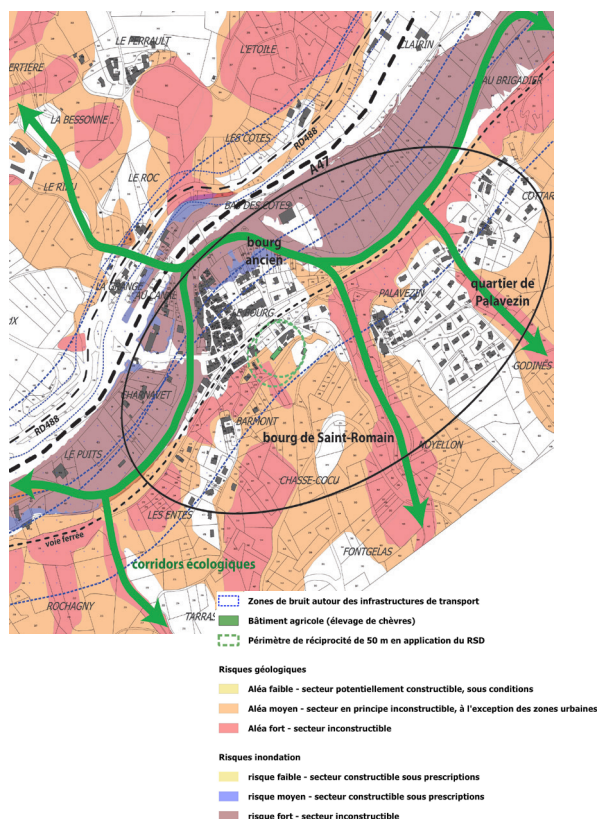 LE PERRAULT
L'ETOILE
CLAIRIN
ERTIERE
AU BRIGADIER
LA BESSONNE
LES COTES
RD488
A47
LE ROC
LE RIEU
BAS DES COTES
COTTAR
bourg
ancien
quartier de
Palavezin
LA GRANGE
AU CANAL
PALAVEZIN
LE BOURG
GODINES
CHARNAVET
RD488
BARMONT
bourg de Saint-Romain
NOYELLON
LE PUITS
CHASSE-COCU
LES ENTES
voie ferrée
FONTGELAS
corridors écologiques
ROCHAGNY
TARRAS
Zones de bruit autour des infrastructures de transport
Bâtiment agricole (élevage de chèvres)
Périmètre de réciprocité de 50 m en application du RSD
Risques géologiques
Aléa faible - secteur potentiellement constructible, sous conditions
Aléa moyen - secteur en principe inconstructible, à l'exception des zones urbaines
Aléa fort - secteur inconstructible
Risques inondation
risque faible - secteur constructible sous prescriptions
risque moyen - secteur constructible sous prescriptions
risque fort - secteur inconstructible